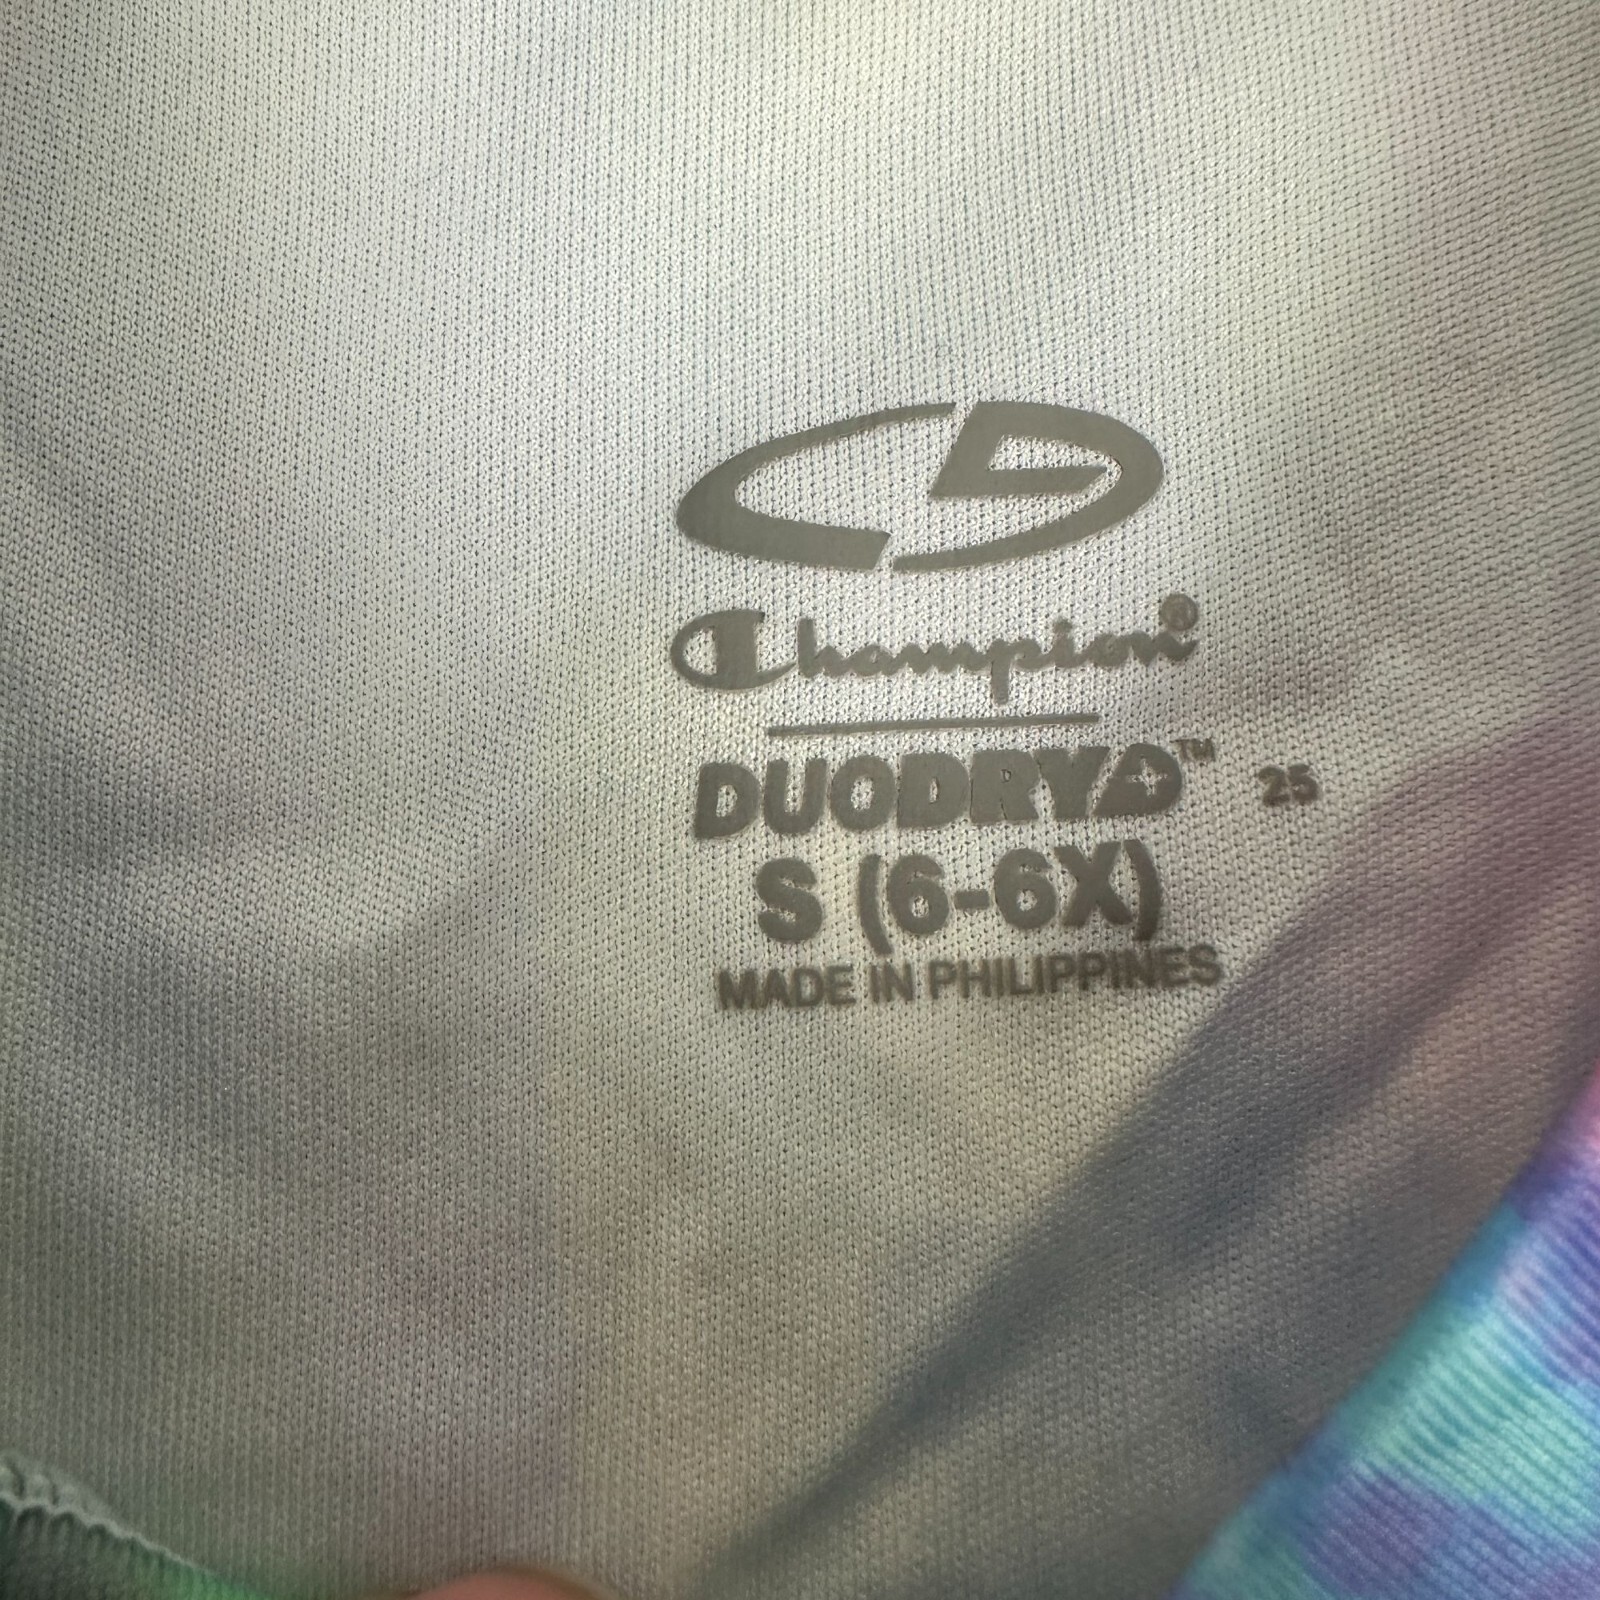 Champion®
DUODRY™ 25
S (6-6X)
MADE IN PHILIPPINES